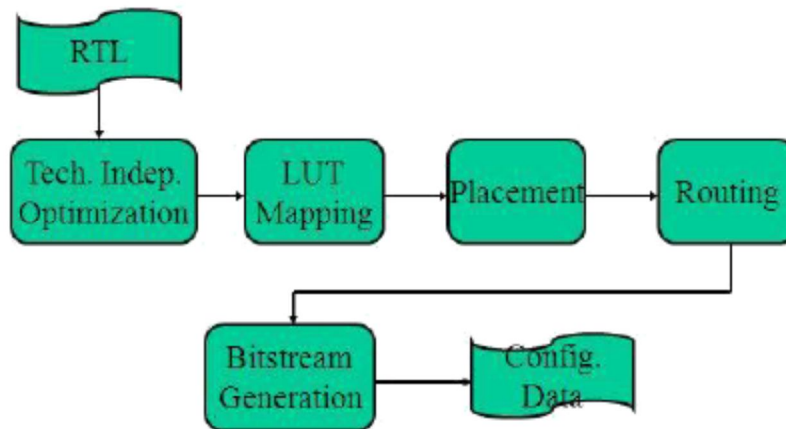 RTL
Tech. Indep.
Optimization
LUT
Mapping
Placement
Routing
Bitstream
Generation
Config.
Data